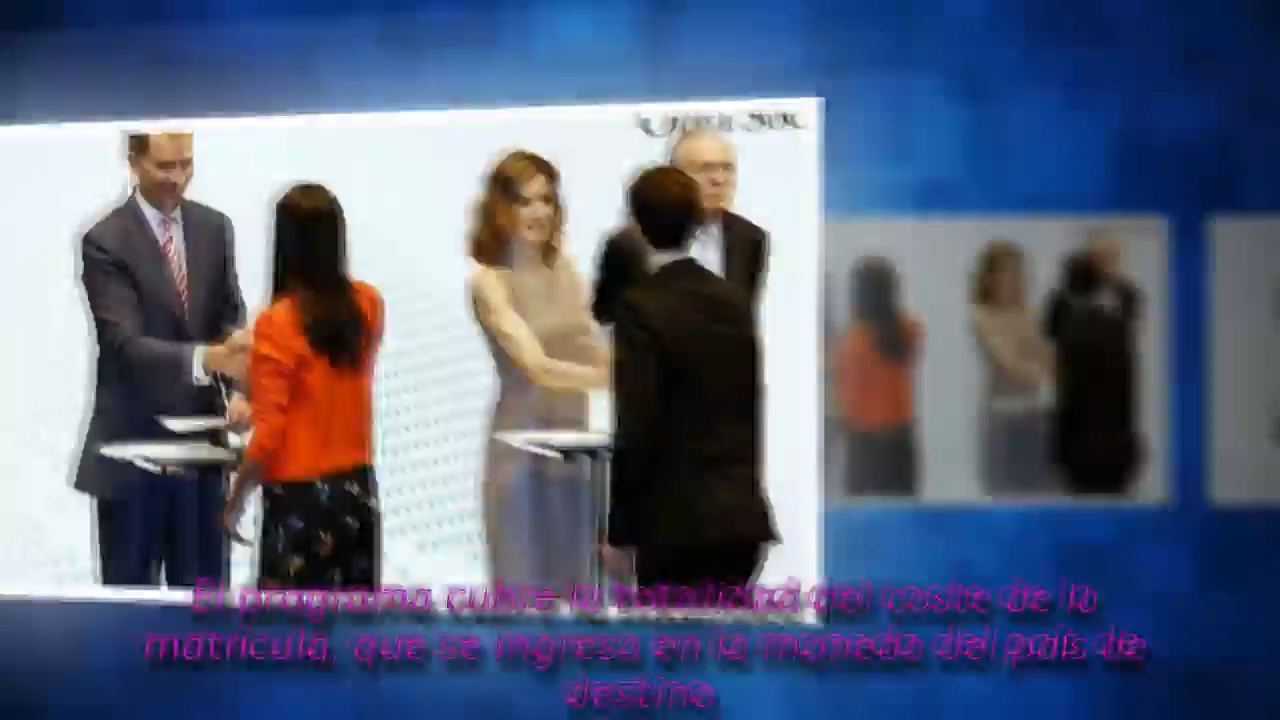 El programa cubre la totalidad del coste de la
matrícula, que se ingresa en la moneda del país de
destino